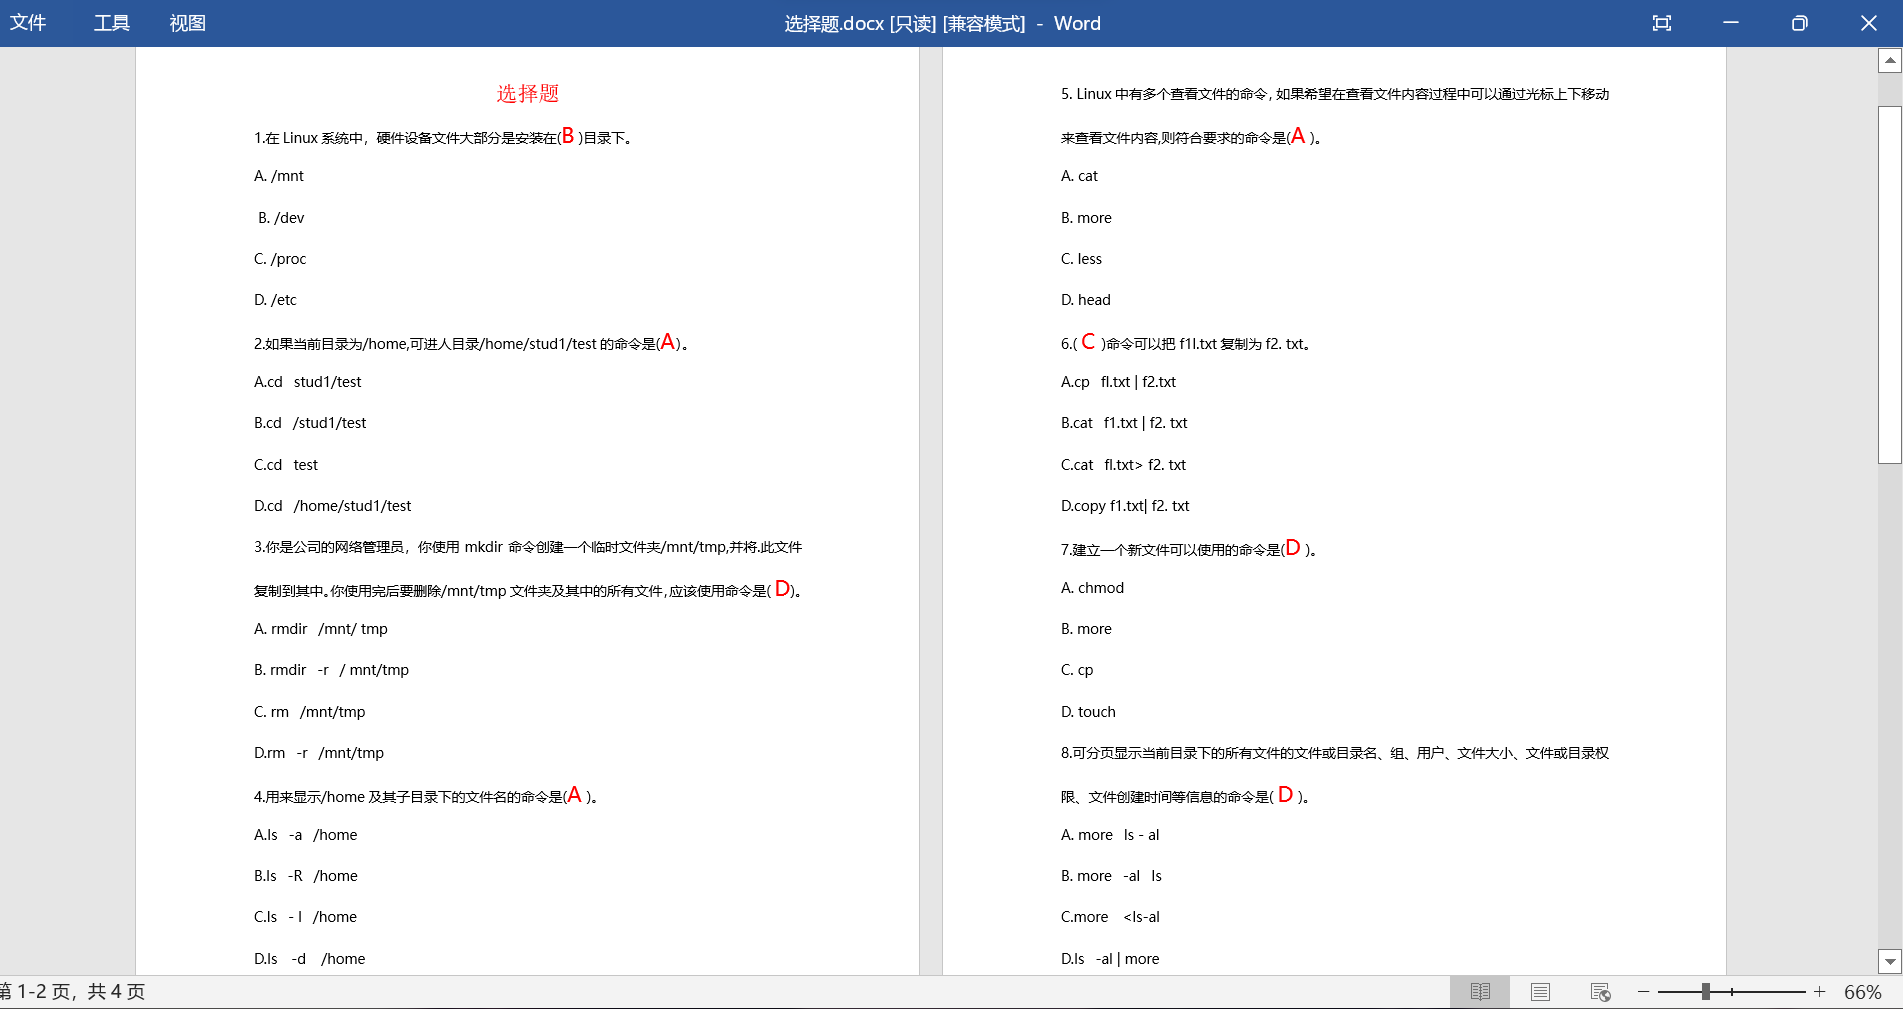 文件 工具 视图 选择题.docx [只读] [兼容模式] - Word
选择题
1.在 Linux 系统中，硬件设备文件大部分是安装在(B )目录下。
A. /mnt
B. /dev
C. /proc
D. /etc
2.如果当前目录为/home,可进人目录/home/stud1/test 的命令是(A)。
A.cd stud1/test
B.cd /stud1/test
C.cd test
D.cd /home/stud1/test
3.你是公司的网络管理员，你使用 mkdir 命令创建一个临时文件夹/mnt/tmp,并将.此文件
复制到其中。你使用完后要删除/mnt/tmp 文件夹及其中的所有文件，应该使用命令是( D)。
A. rmdir /mnt/ tmp
B. rmdir -r / mnt/tmp
C. rm /mnt/tmp
D.rm -r /mnt/tmp
4.用来显示/home 及其子目录下的文件名的命令是(A )。
A.ls -a /home
B.ls -R /home
C.ls - l /home
D.ls -d /home
5. Linux 中有多个查看文件的命令，如果希望在查看文件内容过程中可以通过光标上下移动
来查看文件内容,则符合要求的命令是(A )。
A. cat
B. more
C. less
D. head
6.( C )命令可以把 f1l.txt 复制为 f2. txt。
A.cp fl.txt | f2.txt
B.cat f1.txt | f2. txt
C.cat fl.txt> f2. txt
D.copy f1.txt| f2. txt
7.建立一个新文件可以使用的命令是(D )。
A. chmod
B. more
C. cp
D. touch
8.可分页显示当前目录下的所有文件的文件或目录名、组、用户、文件大小、文件或目录权
限、文件创建时间等信息的命令是( D )。
A. more ls - al
B. more -al ls
C.more <ls-al
D.ls -al | more
第 1-2 页，共 4 页 66%